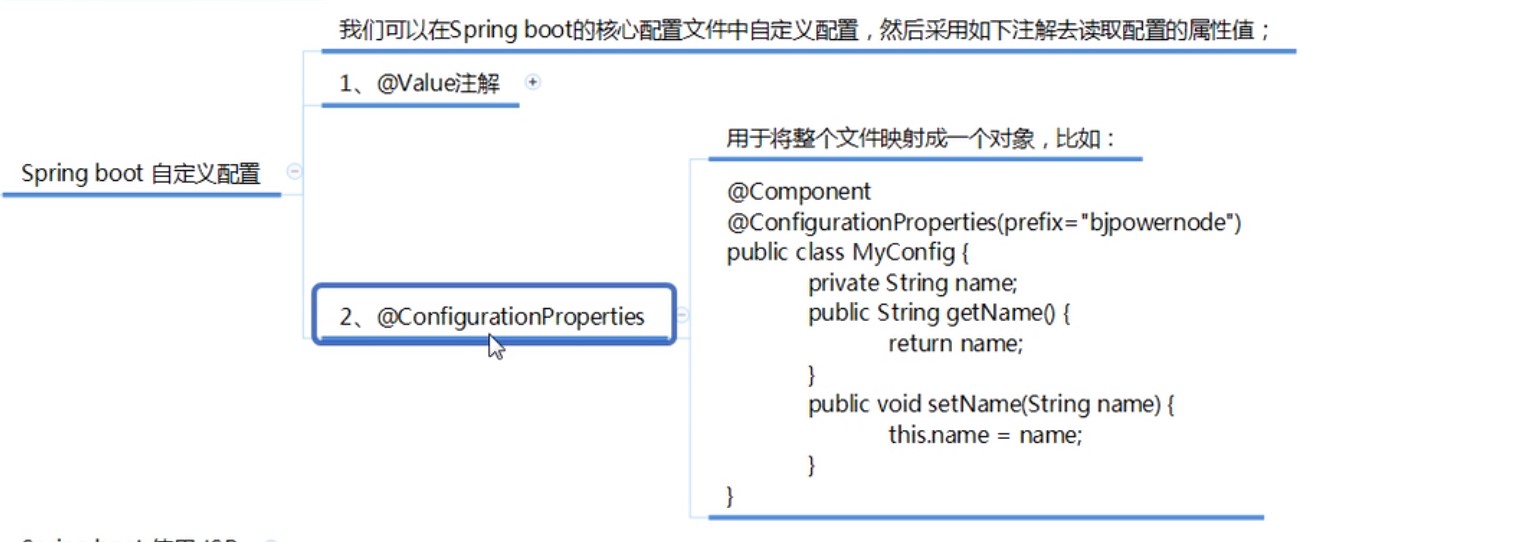 我们可以在Spring boot的核心配置文件中自定义配置，然后采用如下注解去读取配置的属性值；
1、@Value注解
Spring boot 自定义配置
2、@ConfigurationProperties
用于将整个文件映射成一个对象，比如：
@Component
@ConfigurationProperties(prefix="bjpowernode")
public class MyConfig {
private String name;
public String getName() {
return name;
}
public void setName(String name) {
this.name = name;
}
}